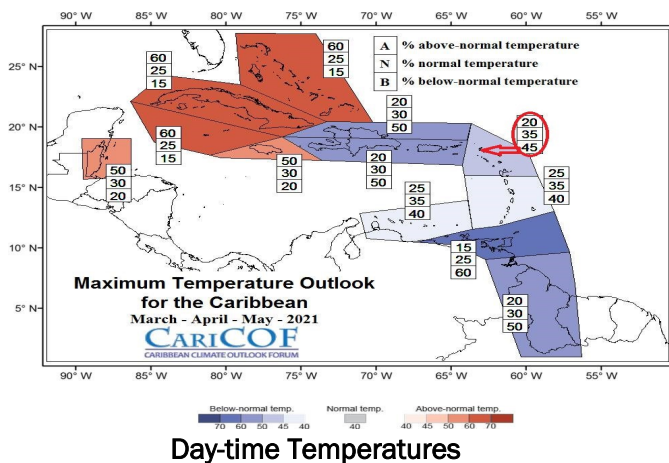 A % above-normal temperature
N % normal temperature
B % below-normal temperature
25° N
20° N
15° N
10° N
5° N
60
25
15
60
25
15
20
30
50
20
35
45
60
25
15
50
30
20
20
30
50
50
30
20
25
35
40
25
35
40
15
25
60
20
30
50
Maximum Temperature Outlook
for the Caribbean
March - April - May - 2021
CARICOF
CARIBBEAN CLIMATE OUTLOOK FORUM
90° W 85° W 80° W 75° W 70° W 65° W 60° W 55° W
Below-normal temp. Normal temp. Above-normal temp.
70 60 50 45 40 40 40 45 50 60 70
Day-time Temperatures